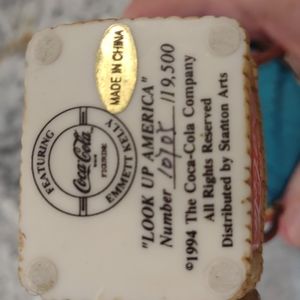 MADE IN CHINA
FEATURING
Coca-Cola
EMMETT KELLY
"LOOK UP AMERICA"
Number /19,500
©1994 The Coca-Cola Company
All Rights Reserved
Distributed by Stanton Arts